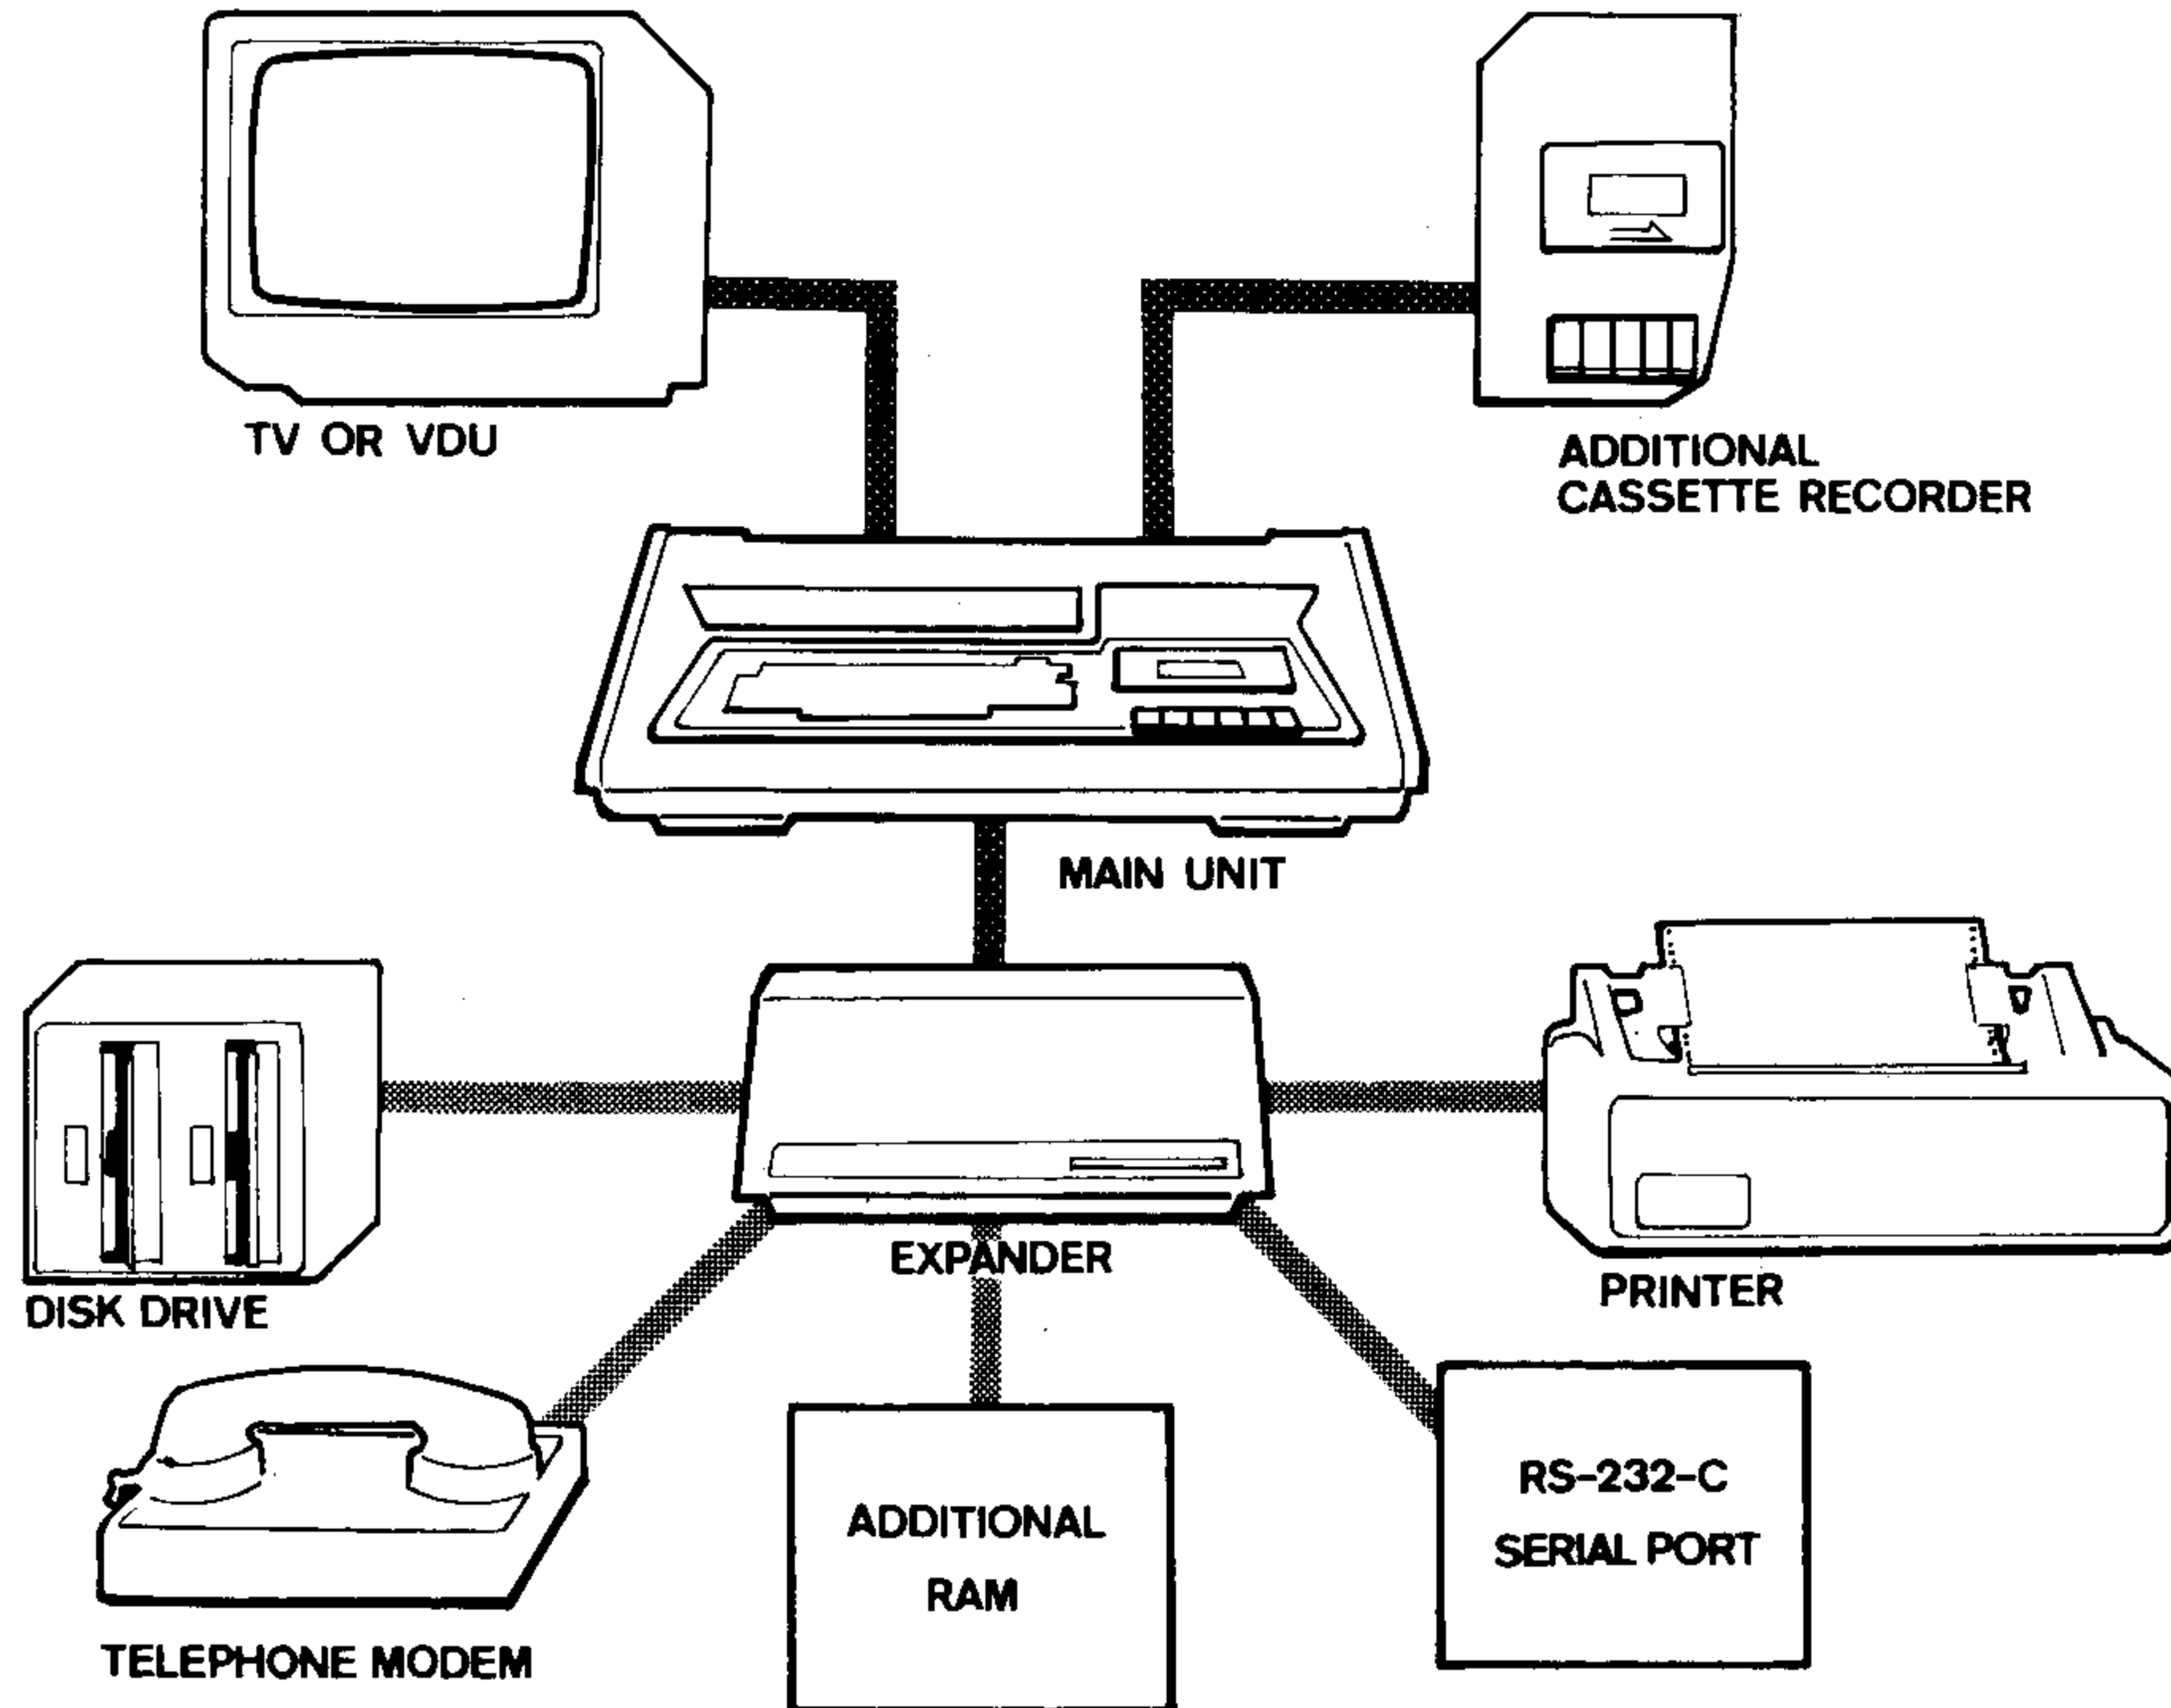 TV OR VDU
ADDITIONAL
CASSETTE RECORDER
MAIN UNIT
EXPANDER
DISK DRIVE
PRINTER
TELEPHONE MODEM
ADDITIONAL
RAM
RS-232-C
SERIAL PORT